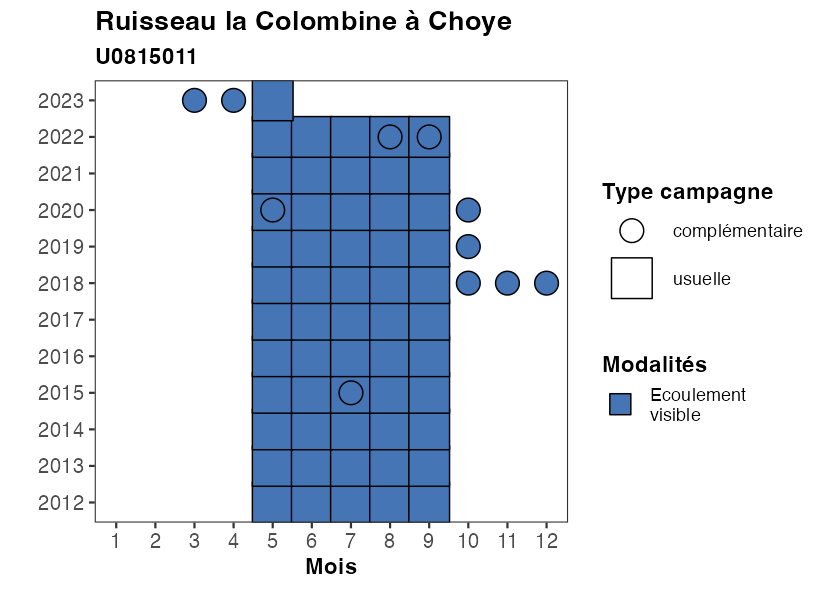 Ruisseau la Colombine à Choye
U0815011
2023
2022
2021
2020
2019
2018
2017
2016
2015
2014
2013
2012
1 2 3 4 5 6 7 8 9 10 11 12
Mois
Type campagne
complémentaire
usuelle
Modalités
Ecoulement
visible